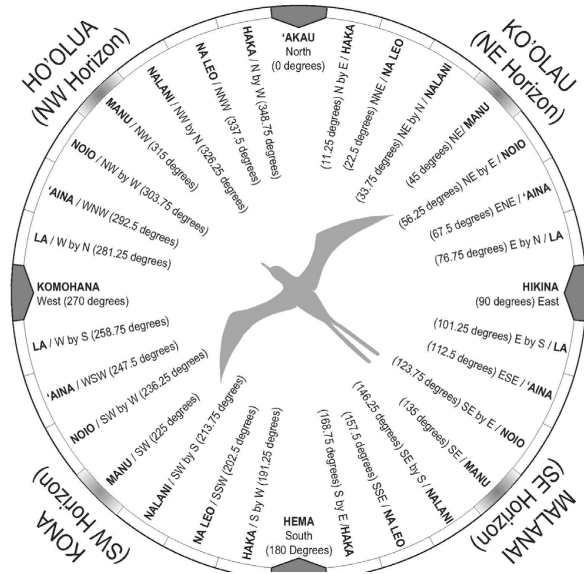 HO'OLUA
(NW Horizon)
KO'OLAU
(NE Horizon)
'AKAU
North
(0 degrees)
(11.25 degrees) N by E / HAKA
(22.5 degrees) NNE / NA LEO
(33.75 degrees) NE by N / NALANI
(45 degrees) NE/ MANU
(56.25 degrees) NE by E / NOIO
(67.5 degrees) ENE / 'AINA
(76.75 degrees) E by N / LA
HIKINA
(90 degrees) East
(101.25 degrees) E by S / LA
(112.5 degrees) ESE / 'AINA
(123.75 degrees) SE by E / NOIO
(135 degrees) SE / MANU
(146.25 degrees) SE by S / NALANI
(157.5 degrees) SSE / NA LEO
(168.75 degrees) S by E /HAKA
HEMA
South
(180 Degrees)
HAKA / S by W (191.25 degrees)
NA LEO / SSW (202.5 degrees)
NALANI / SW by S (213.75 degrees)
MANU / SW (225 degrees)
NOIO / SW by W (236.25 degrees)
'AINA / WSW (247.5 degrees)
LA / W by S (258.75 degrees)
KOMOHANA
West (270 degrees)
LA / W by N (281.25 degrees)
'AINA / WNW (292.5 degrees)
NOIO / NW by W (303.75 degrees)
MANU / NW (315 degrees)
NALANI / NW by N (326.25 degrees)
NA LEO / NNW (337.5 degrees)
HAKA / N by W (348.75 degrees)
KONA
(SW Horizon)
MALANAI
(SE Horizon)